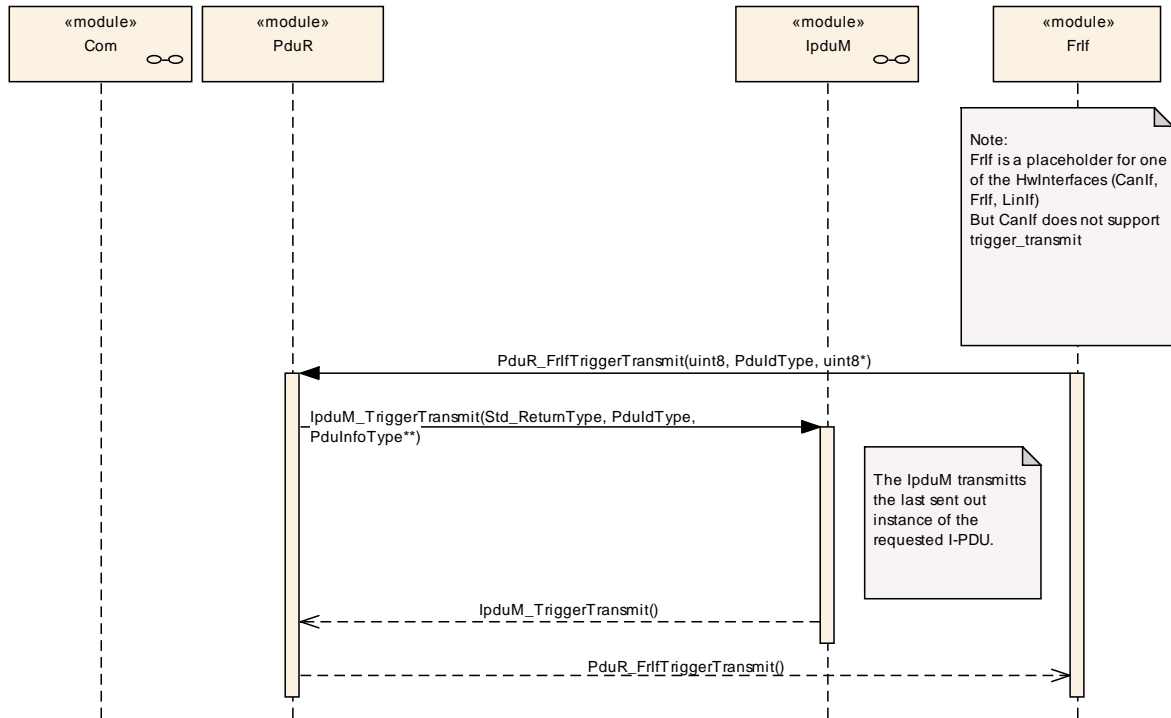 «module»
Com
«module»
PduR
«module»
IpduM
«module»
FrIf
Note:
FrIf is a placeholder for one
of the HwInterfaces (CanIf,
FrIf, LinIf)
But CanIf does not support
trigger_transmit
PduR_FrIfTriggerTransmit(uint8, PduIdType, uint8*)
IpduM_TriggerTransmit(Std_ReturnType, PduIdType,
PduInfoType**)
The IpduM transmitts
the last sent out
instance of the
requested I-PDU.
IpduM_TriggerTransmit()
PduR_FrIfTriggerTransmit()